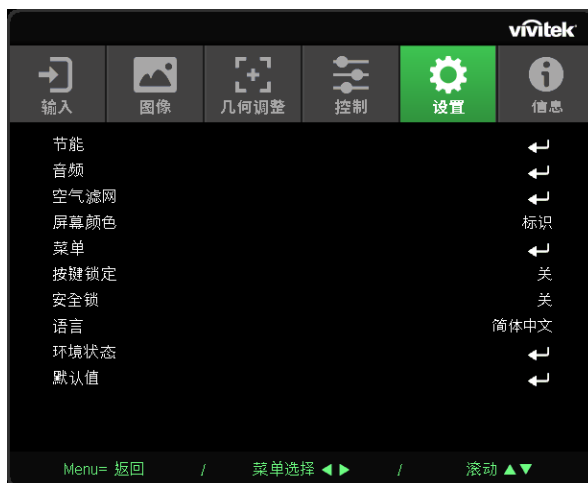 vivitek
输入 图像 几何调整 控制 设置 信息
节能
音频
空气滤网
屏幕颜色 标识
菜单
按键锁定 关
安全锁 关
语言 简体中文
环境状态
默认值
Menu= 返回 / 菜单选择 ◀ ▶ / 滚动 ▲▼